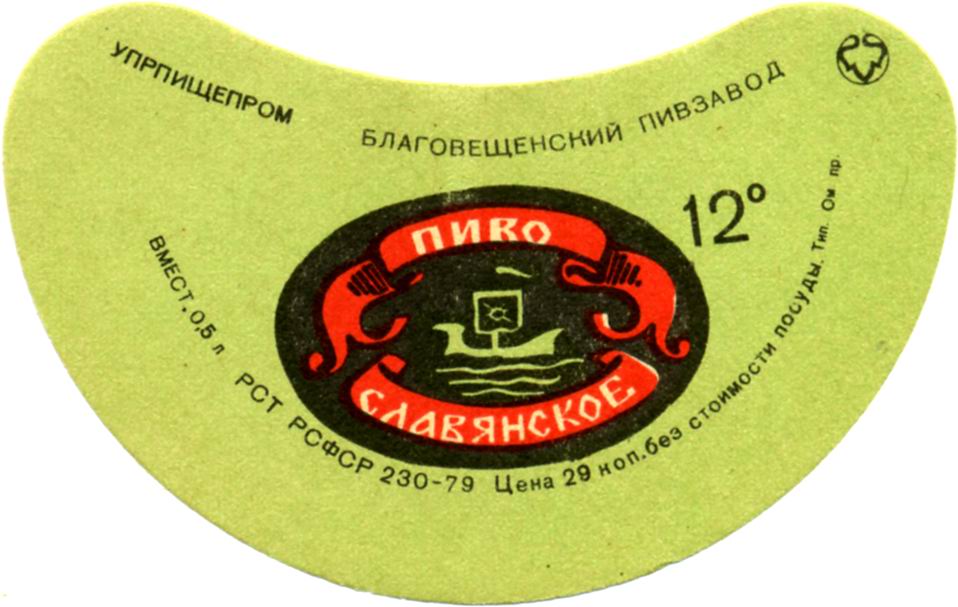 УПРПИЩЕПРОМ
БЛАГОВЕЩЕНСКИЙ ПИВЗАВОД
12°
ПИВО
СЛАВЯНСКОЕ
ВМЕСТ. 0,5 л
РСТ РСФСР 230-79 Цена 29 коп. без стоимости посуды. Тип. Ом пр.